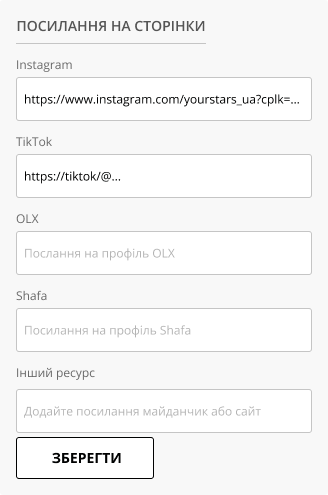 ПОСИЛАННЯ НА СТОРІНКИ
Instagram
https://www.instagram.com/yourstars_ua?cplk=...
TikTok
https://tiktok/@...
OLX
Послання на профіль OLX
Shafa
Посилання на профіль Shafa
Інший ресурс
Додайте посилання майданчик або сайт
ЗБЕРЕГТИ